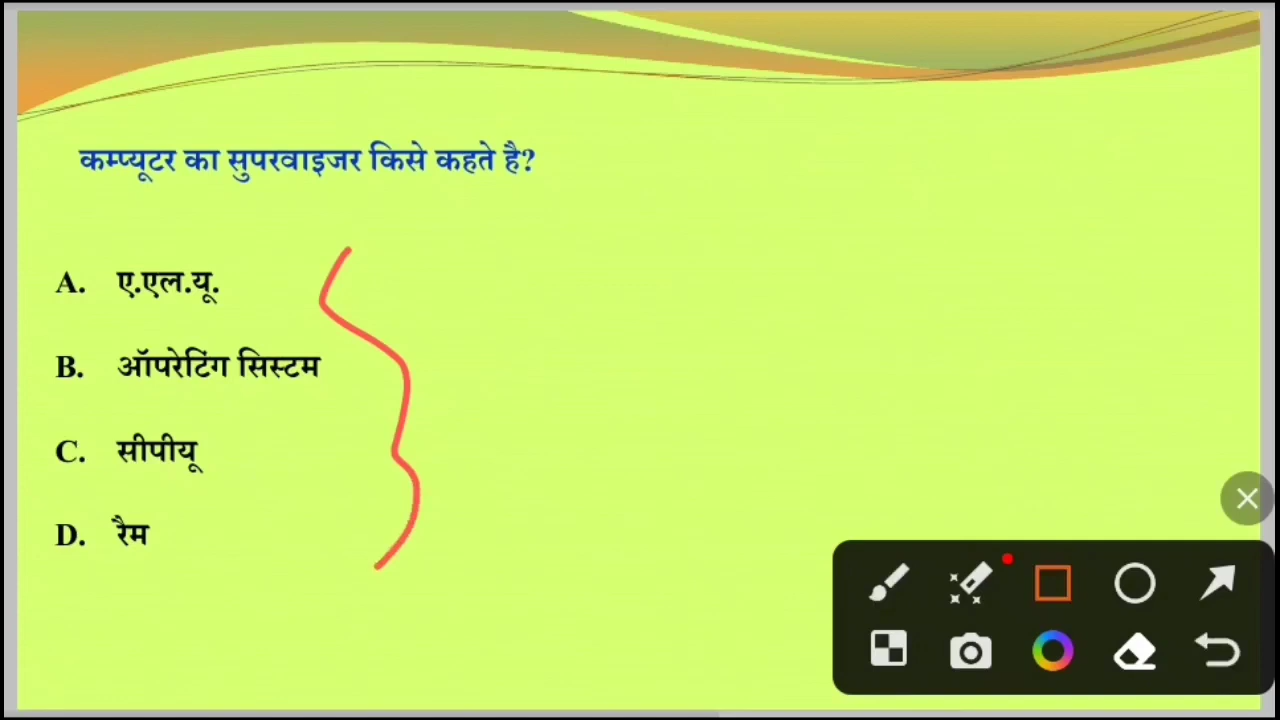 कम्प्यूटर का सुपरवाइजर किसे कहते है?
A. ए.एल.यू.
B. ऑपरेटिंग सिस्टम
C. सीपीयू
D. रैम